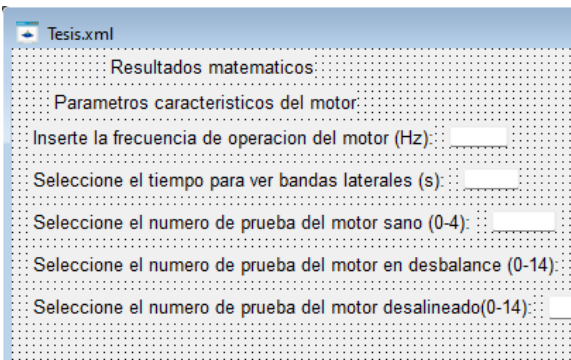 Tesis.xml
Resultados matematicos
Parametros caracteristicos del motor
Inserte la frecuencia de operacion del motor (Hz):
Seleccione el tiempo para ver bandas laterales (s):
Seleccione el numero de prueba del motor sano (0-4):
Seleccione el numero de prueba del motor en desbalance (0-14):
Seleccione el numero de prueba del motor desalineado(0-14):